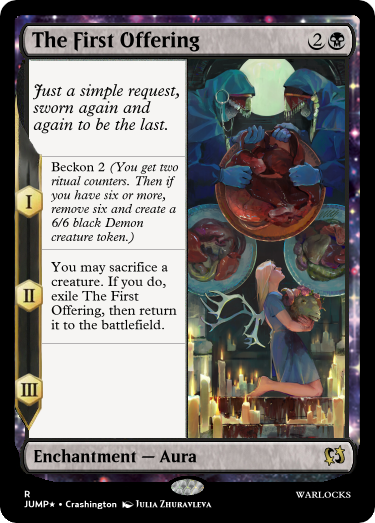 The First Offering 2
Just a simple request,
sworn again and
again to be the last.
I
Beckon 2 (You get two
ritual counters. Then if
you have six or more,
remove six and create a
6/6 black Demon
creature token.)
II
You may sacrifice a
creature. If you do,
exile The First
Offering, then return
it to the battlefield.
III
Enchantment — Aura
R
JUMP★ • Crashington Julia Zhuravleva
WARLOCKS